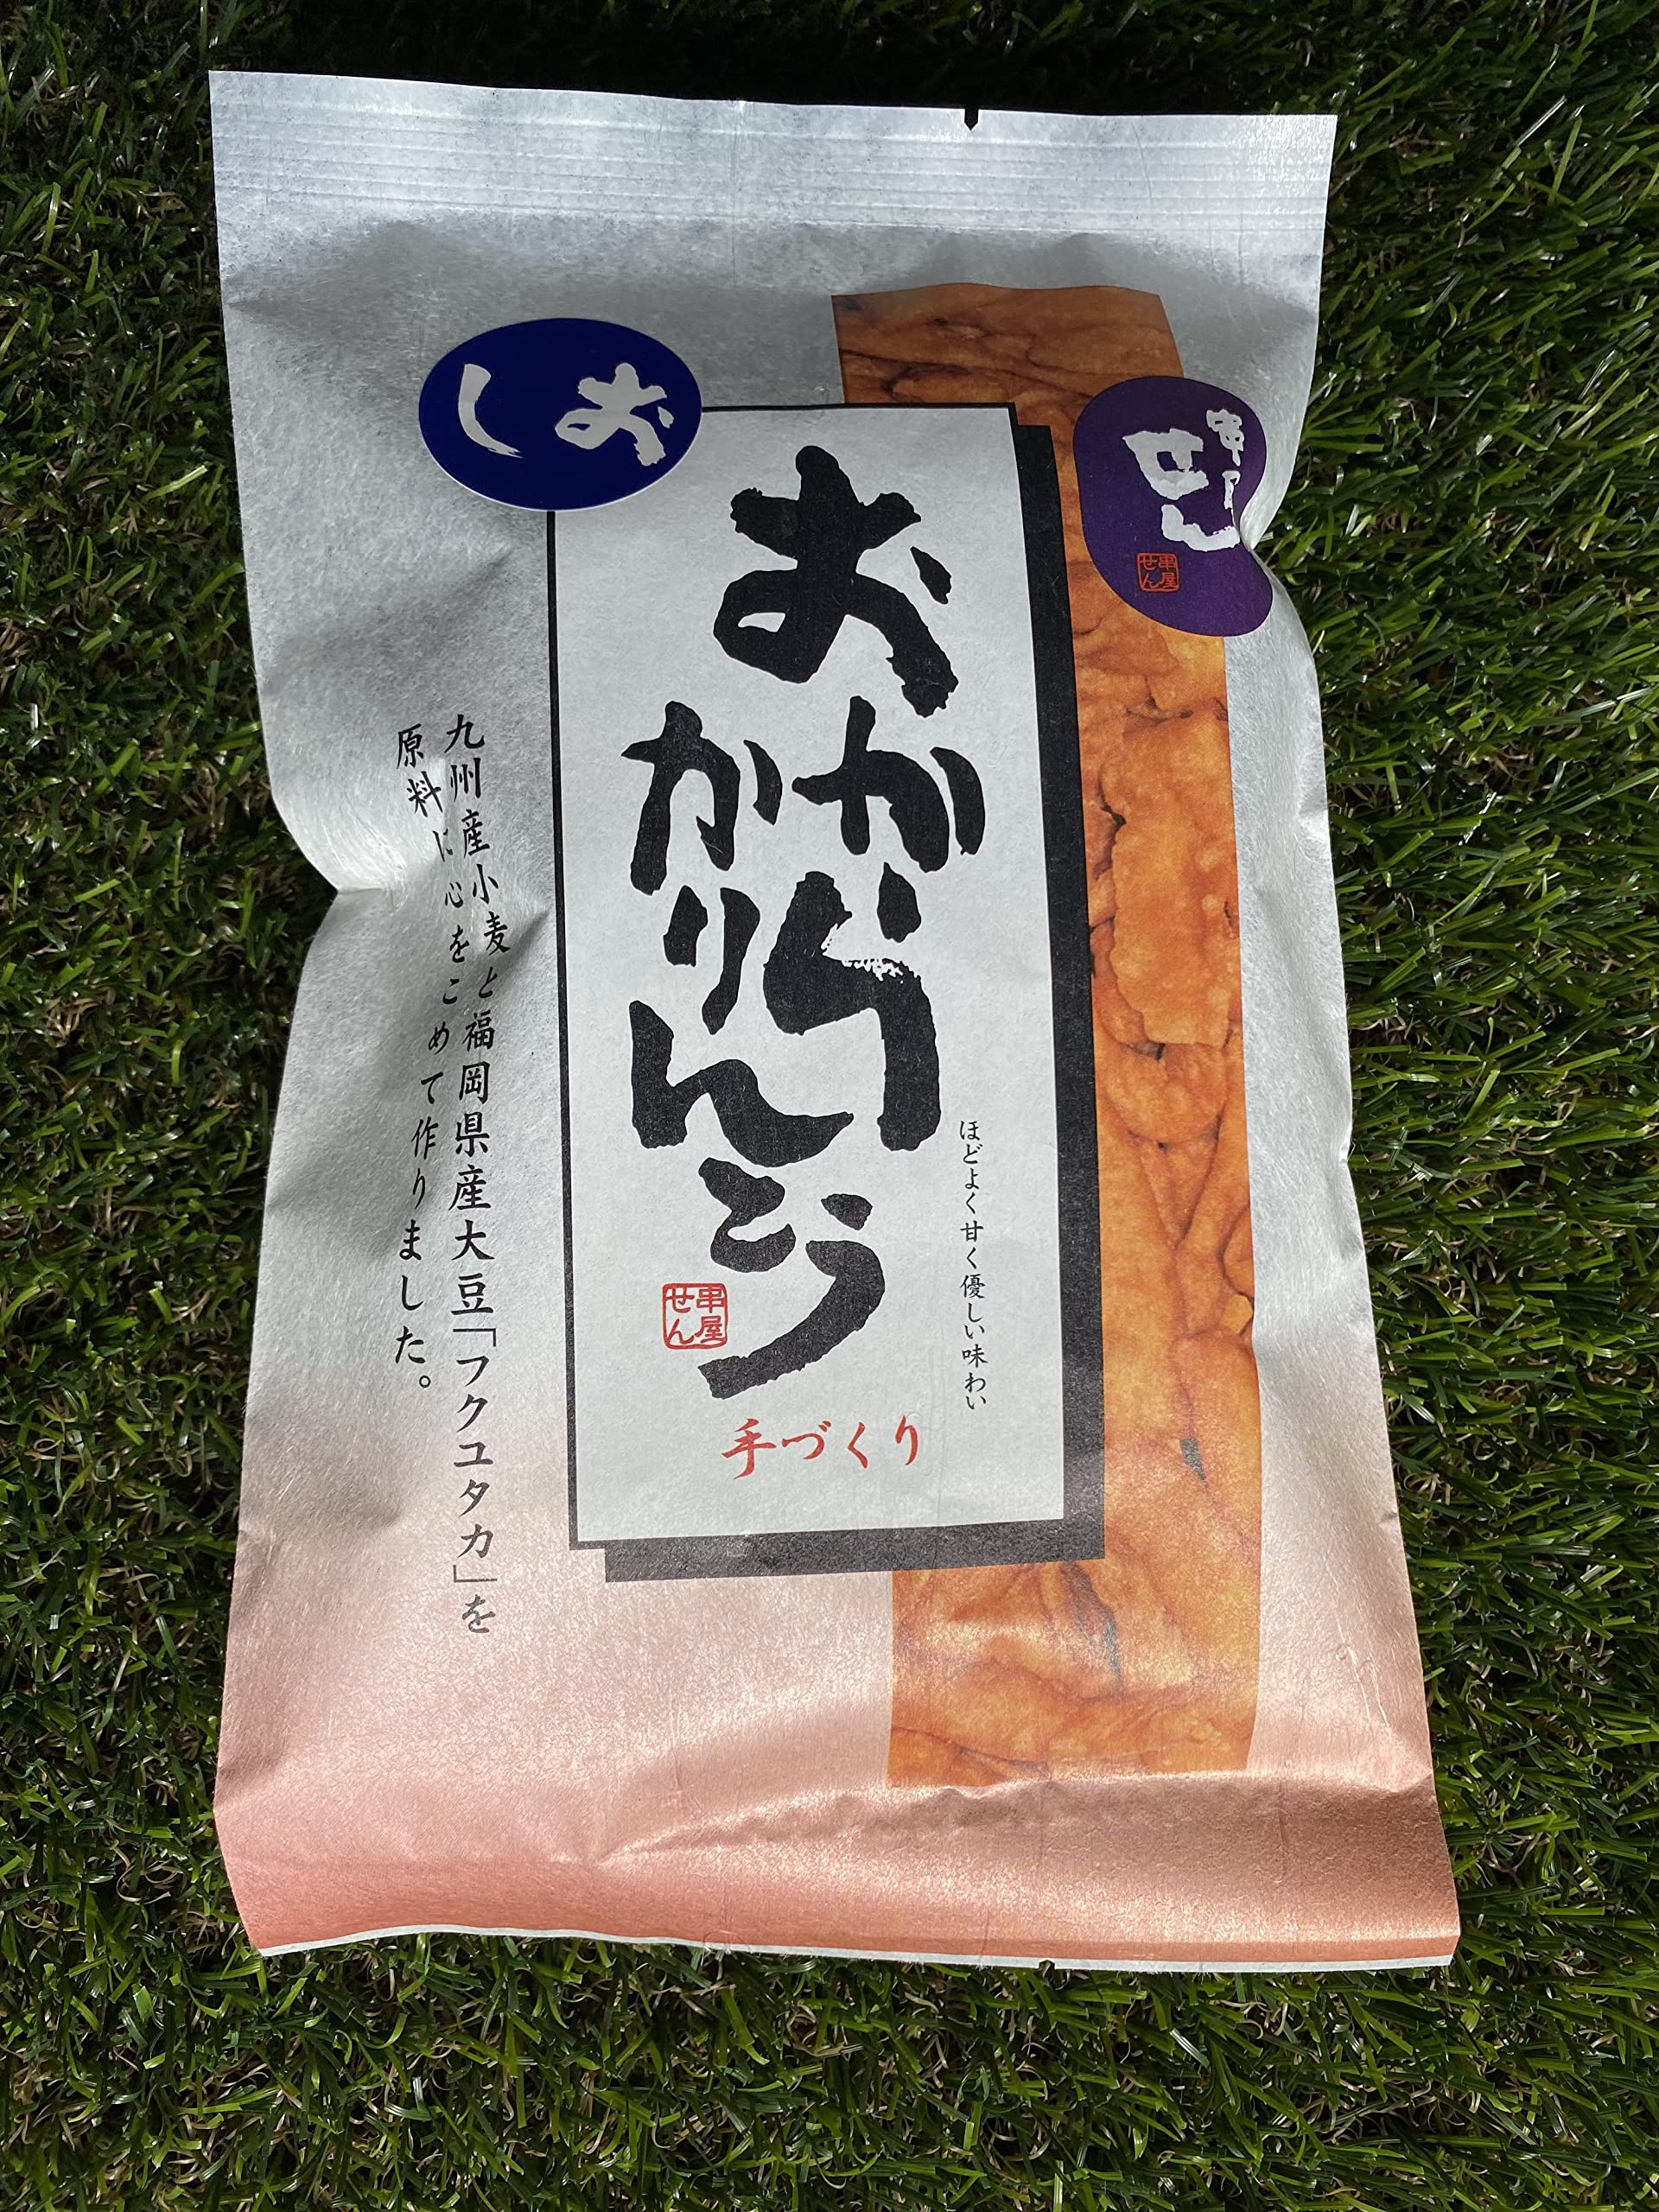 しお
串屋
せん
おから
かりんとう
ほどよく甘く優しい味わい
串屋
せん
手づくり
九州産小麦と福岡県産大豆「フクユタカ」を
原料に心をこめて作りました。